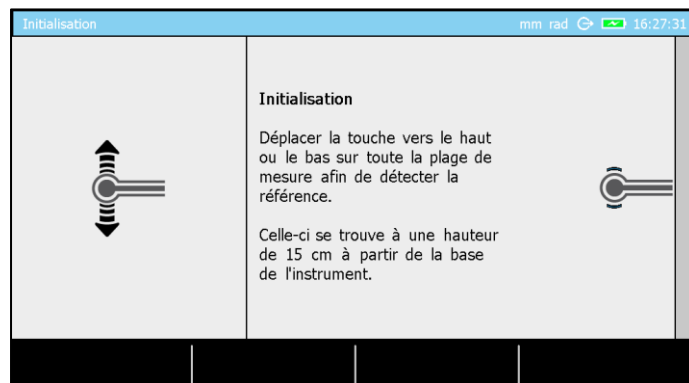 Initialisation
mm rad 16:27:31
Initialisation
Déplacer la touche vers le haut
ou le bas sur toute la plage de
mesure afin de détecter la
référence.
Celle-ci se trouve à une hauteur
de 15 cm à partir de la base
de l'instrument.